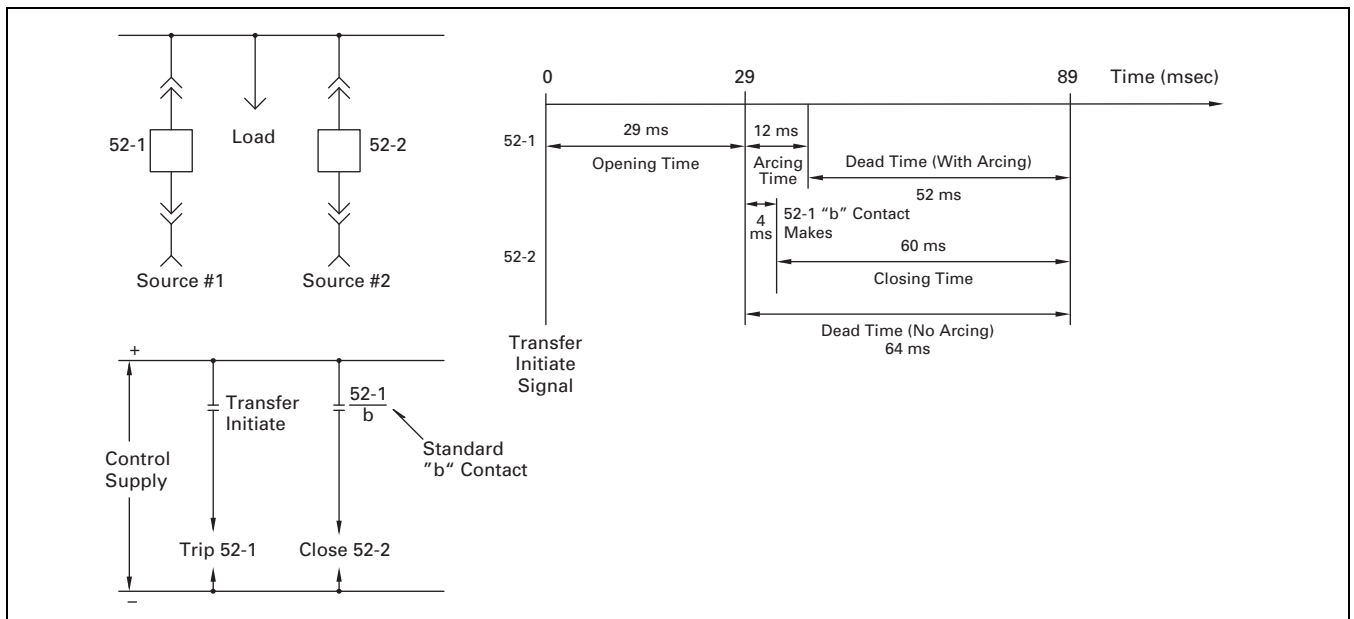 52-1
Load
52-2
Source #1
Source #2
0
29
89
Time (msec)
52-1
29 ms
Opening Time
12 ms
Arcing
Time
Dead Time (With Arcing)
52 ms
4
ms
52-1 “b” Contact
Makes
52-2
60 ms
Closing Time
Dead Time (No Arcing)
64 ms
Transfer
Initiate
Signal
+
Transfer
Initiate
52-1
b
Standard
”b“ Contact
Control
Supply
Trip 52-1
Close 52-2
–